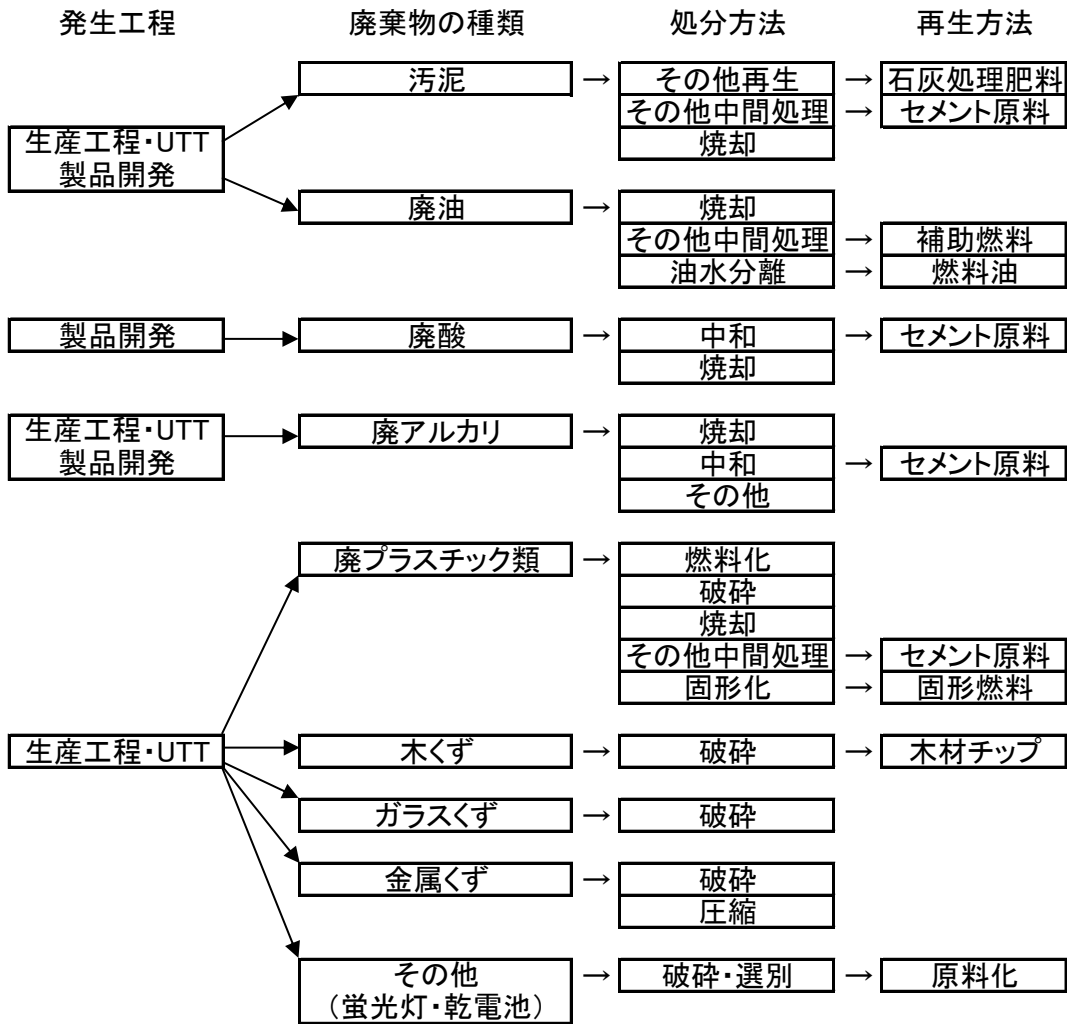 発生工程 廃棄物の種類 処分方法 再生方法
汚泥 → その他再生 → 石灰処理肥料
その他中間処理 → セメント原料
生産工程・UTT
製品開発
焼却
廃油 → 焼却
その他中間処理 → 補助燃料
油水分離 → 燃料油
製品開発 廃酸 → 中和 → セメント原料
焼却
生産工程・UTT
製品開発
廃アルカリ → 焼却
中和 → セメント原料
その他
廃プラスチック類 → 燃料化
破砕
焼却
その他中間処理 → セメント原料
固形化 → 固形燃料
生産工程・UTT 木くず → 破砕 → 木材チップ
ガラスくず → 破砕
金属くず → 破砕
圧縮
その他
（蛍光灯・乾電池）
→ 破砕・選別 → 原料化